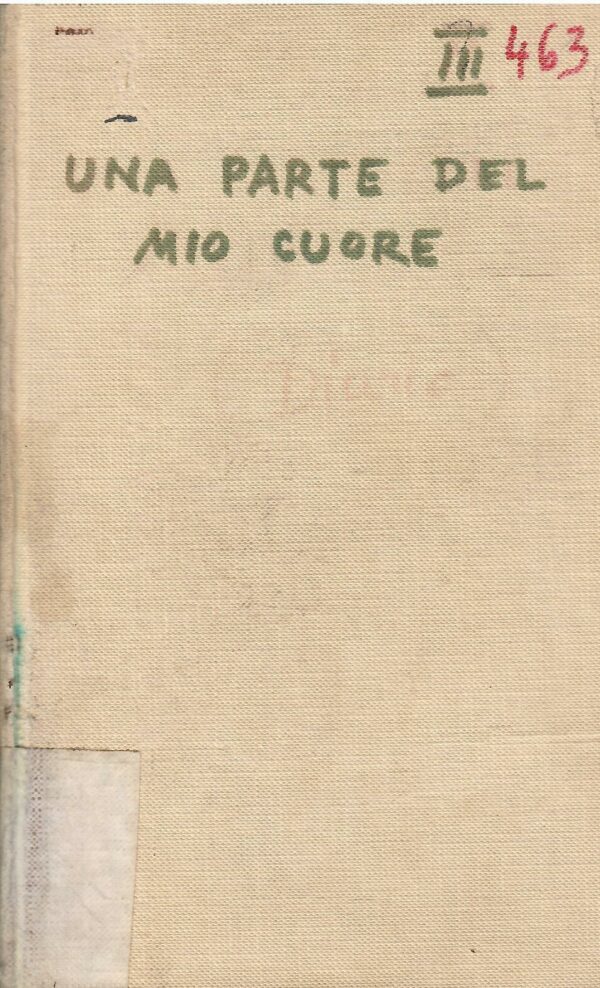 III 463
UNA PARTE DEL
MIO CUORE